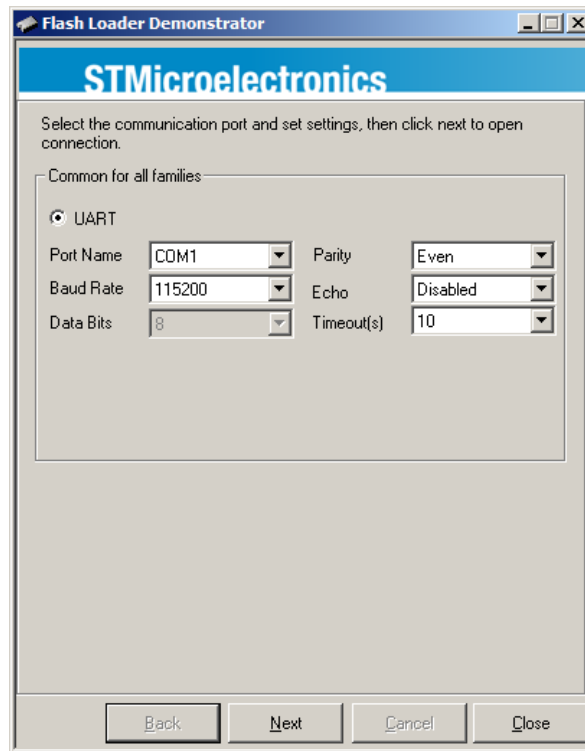 Flash Loader Demonstrator
STMicroelectronics
Select the communication port and set settings, then click next to open
connection.
Common for all families
UART
Port Name COM1 Parity Even
Baud Rate 115200 Echo Disabled
Data Bits 8 Timeout(s) 10
Back Next Cancel Close